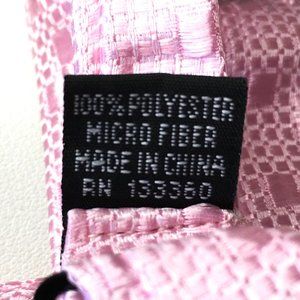 100% POLYESTER
MICRO FIBER
MADE IN CHINA
RN 133360